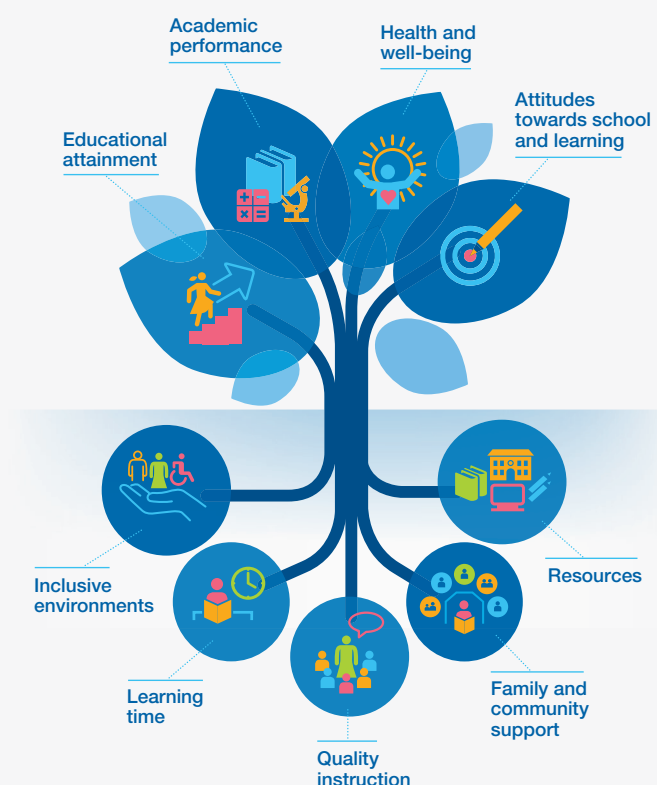 Academic
performance
Health and
well-being
Attitudes
towards school
and learning
Educational
attainment
Inclusive
environments
Resources
Learning
time
Family and
community
support
Quality
instruction